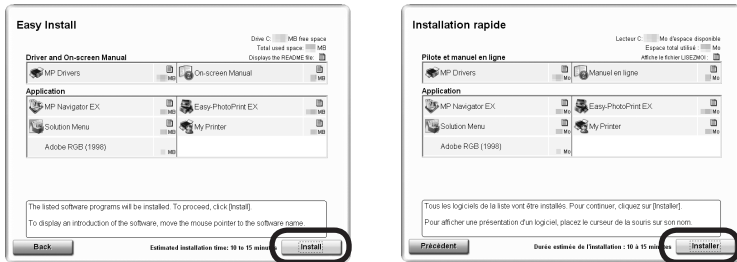 Easy Install
Drive C: MB free space
Total used space: MB
Driver and On-screen Manual
Displays the README file:
MP Drivers
MB
On-screen Manual
MB
Application
MP Navigator EX
MB
Easy-PhotoPrint EX
MB
Solution Menu
MB
My Printer
MB
Adobe RGB (1998)
MB
The listed software programs will be installed. To proceed, click [Install].
To display an introduction of the software, move the mouse pointer to the software name.
Back
Estimated installation time: 10 to 15 minutes
Install
Installation rapide
Lecteur C: Mo d'espace disponible
Espace total utilisé : Mo
Pilote et manuel en ligne
Affiche le fichier LISEZMOI :
MP Drivers
Mo
Manuel en ligne
Mo
Application
MP Navigator EX
Mo
Easy-PhotoPrint EX
Mo
Solution Menu
Mo
My Printer
Mo
Adobe RGB (1998)
Mo
Tous les logiciels de la liste vont être installés. Pour continuer, cliquez sur [Installer].
Pour afficher une présentation d'un logiciel, placez le curseur de la souris sur son nom.
Précédent
Durée estimée de l'installation : 10 à 15 minutes
Installer